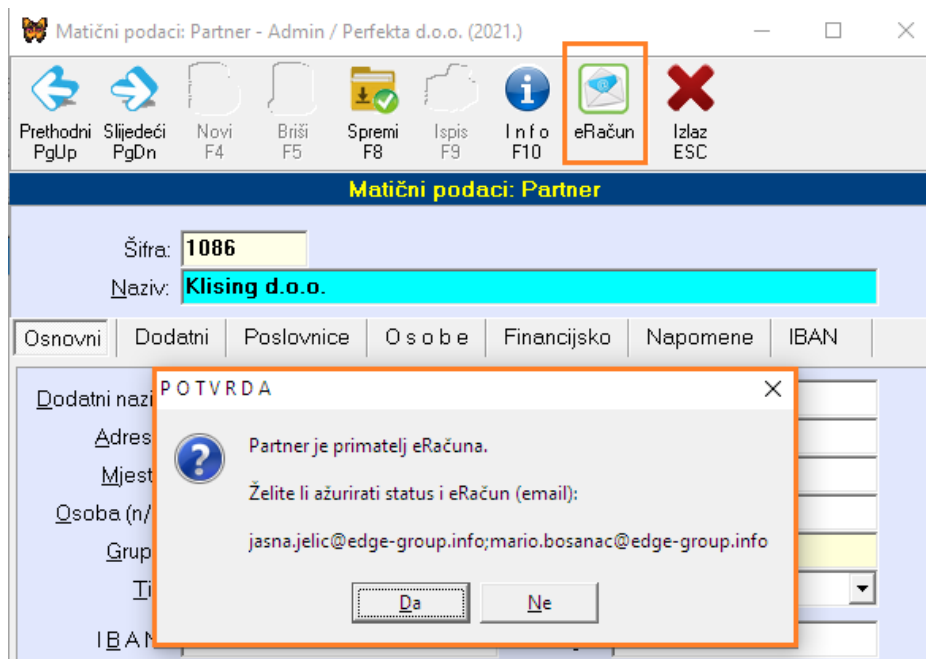 Matični podaci: Partner - Admin / Perfekta d.o.o. (2021.)
Prethodni Slijedeći Novi Briši Spremi Ispis Info eRačun Izlaz
PgUp PgDn F4 F5 F8 F9 F10 ESC
Matični podaci: Partner
Šifra: 1086
Naziv: Klising d.o.o.
Osnovni Dodatni Poslovnice Osobe Financijsko Napomene IBAN
Dodatni nazi
POTVRDA
Adres
Partner je primatelj eRačuna.
Mjest
Želite li ažurirati status i eRačun (email):
Osoba (n/
jasna.jelic@edge-group.info;mario.bosanac@edge-group.info
Grup
Ti
Da Ne
IBAN